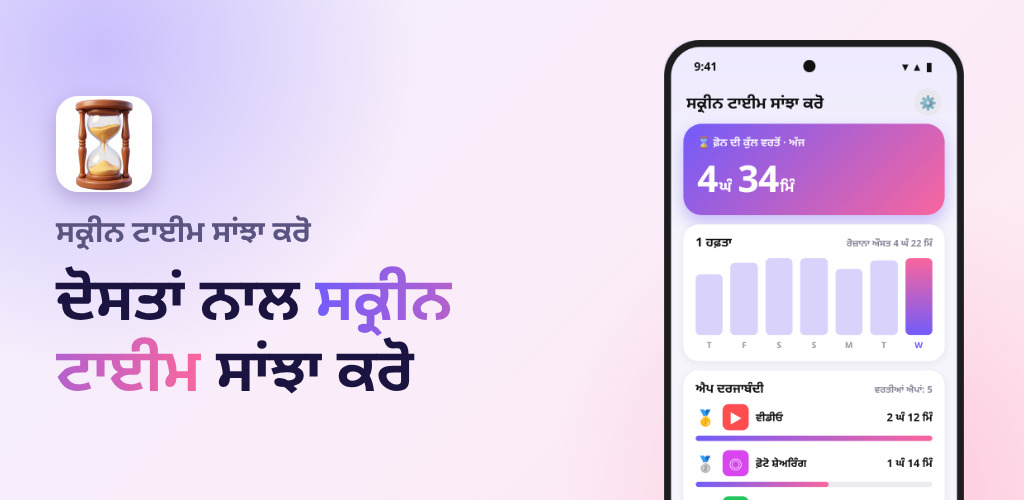 ਸਕ੍ਰੀਨ ਟਾਈਮ ਸਾਂਝਾ ਕਰੋ
ਦੋਸਤਾਂ ਨਾਲ ਸਕ੍ਰੀਨ
ਟਾਈਮ ਸਾਂਝਾ ਕਰੋ
9:41
ਸਕ੍ਰੀਨ ਟਾਈਮ ਸਾਂਝਾ ਕਰੋ
ਫ਼ੋਨ ਦੀ ਕੁੱਲ ਵਰਤੋਂ · ਅੱਜ
4ਘੰ 34ਮਿੰ
1 ਹਫ਼ਤਾ ਰੋਜ਼ਾਨਾ ਔਸਤ 4 ਘੰ 22 ਮਿੰ
T F S S M T W
ਐਪ ਦਰਜਾਬੰਦੀ ਵਰਤੀਆਂ ਐਪਾਂ: 5
ਵੀਡੀਓ 2 ਘੰ 12 ਮਿੰ
ਫ਼ੋਟੋ ਸ਼ੇਅਰਿੰਗ 1 ਘੰ 14 ਮਿੰ